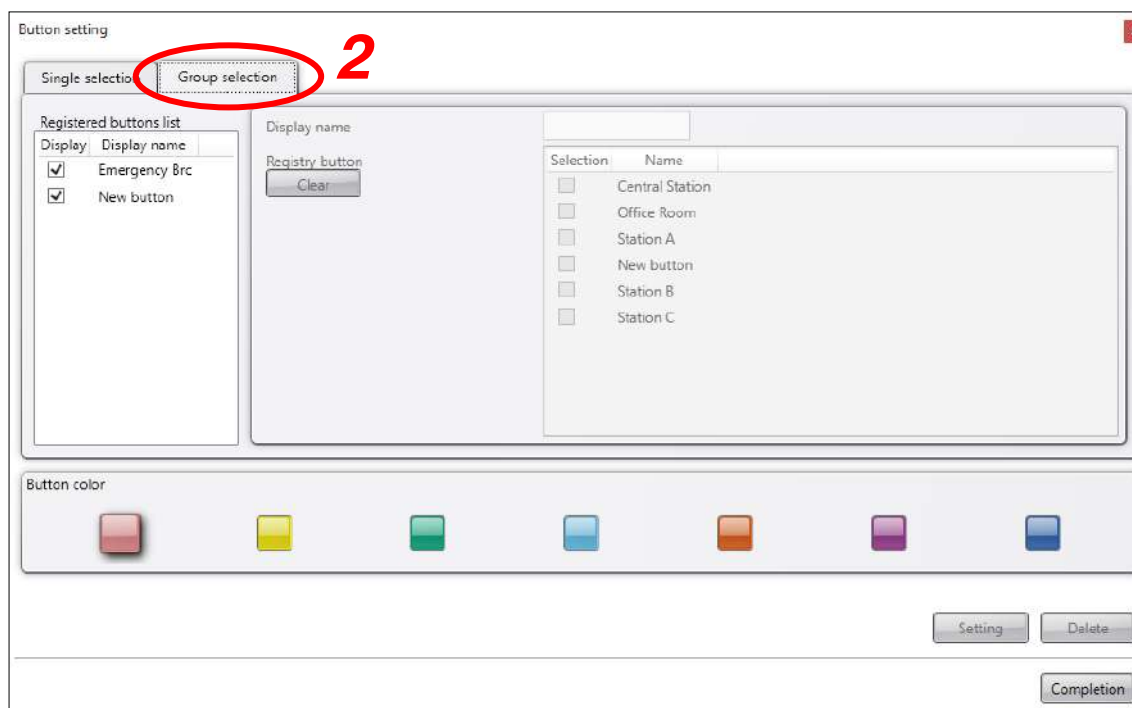 Button setting
2
Single selection Group selection
Registered buttons list
Display Display name
Emergency Brc
New button
Display name
Registry button
Clear
Selection Name
Central Station
Office Room
Station A
New button
Station B
Station C
Button color
Setting Delete
Completion